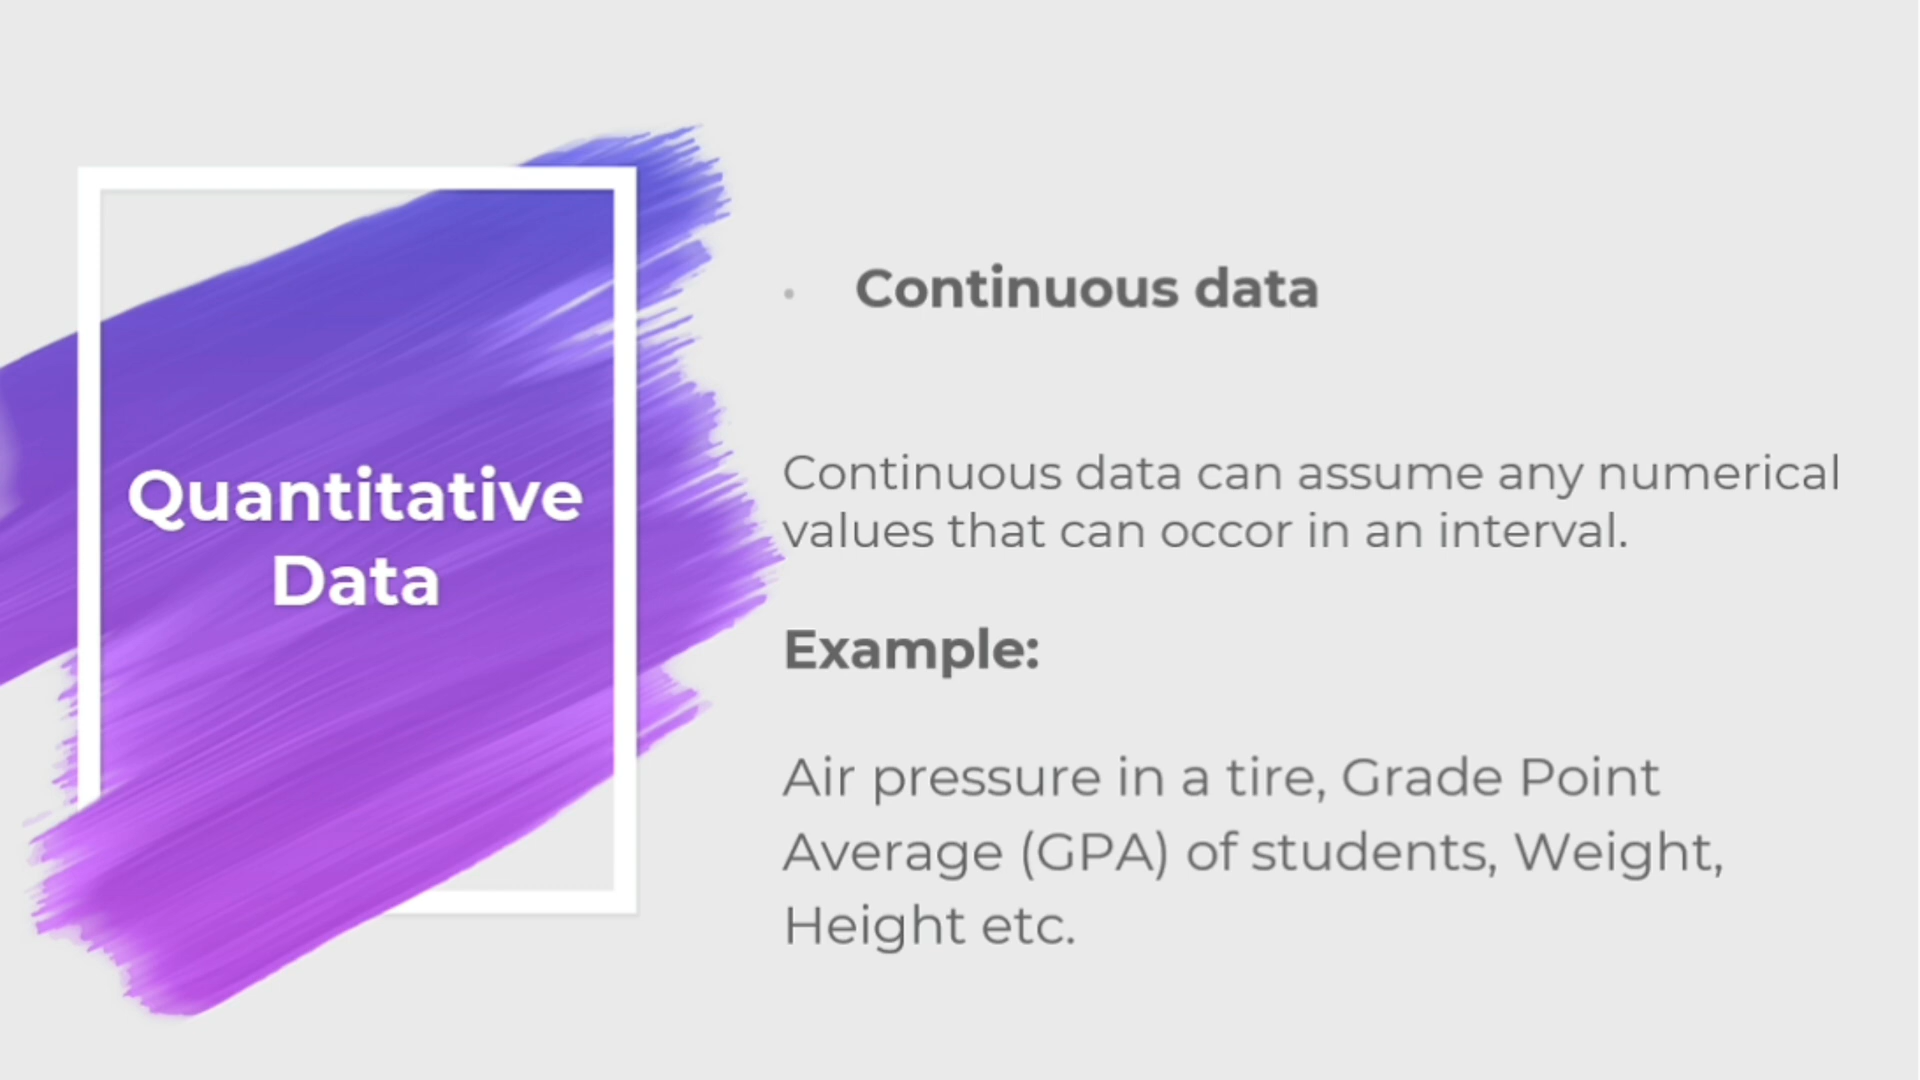 Quantitative
Data
• Continuous data
Continuous data can assume any numerical
values that can occor in an interval.
Example:
Air pressure in a tire, Grade Point
Average (GPA) of students, Weight,
Height etc.